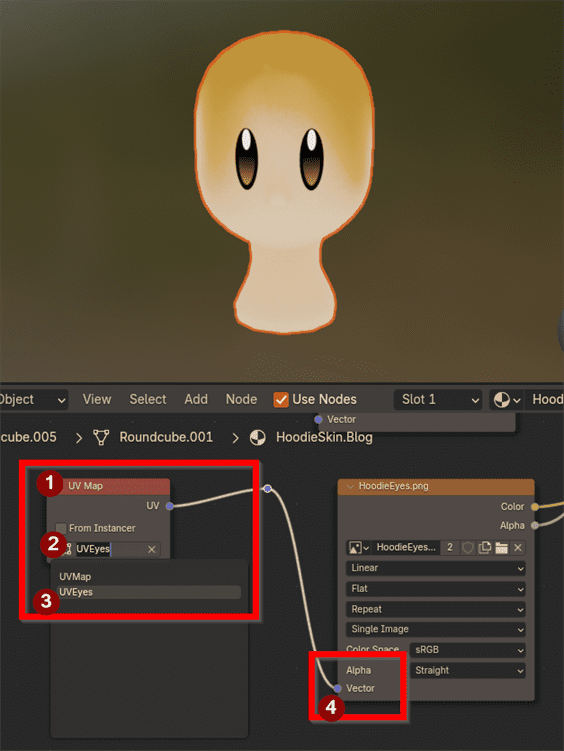 Object View Select Add Node Use Nodes Slot 1 Hood
Vector
cube.005 > Roundcube.001 > HoodieSkin.Blog
1 UV Map
HoodieEyes.png
UV
Color
Alpha
From Instancer
2 UVEyes
HoodieEyes... 2
UVMap
Linear
3 UVEyes
Flat
Repeat
Single Image
Color Space sRGB
Alpha Straight
Vector
4